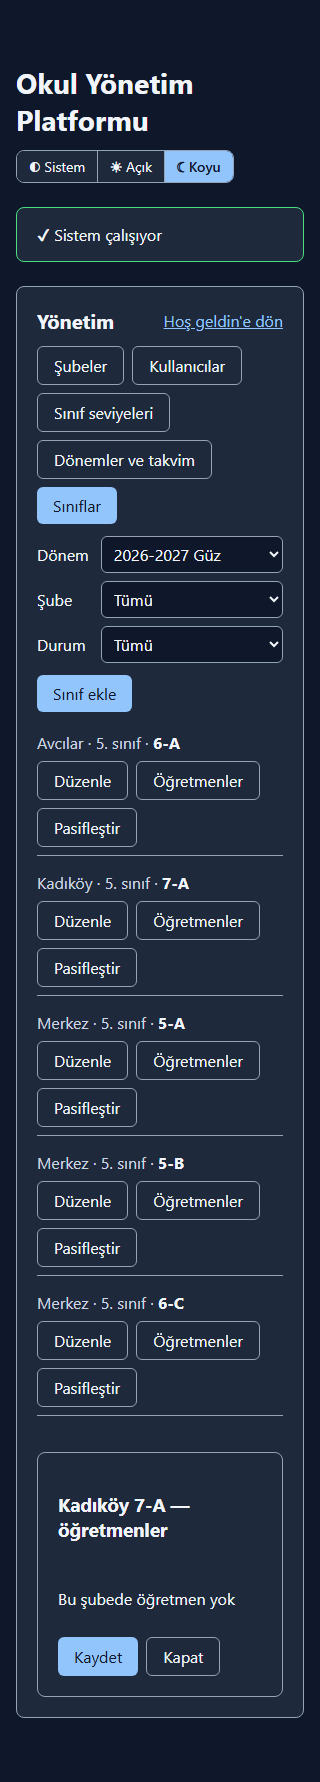 Okul Yönetim
Platformu
Sistem
Açık
Koyu
✓ Sistem çalışıyor
Yönetim
Hoş geldin'e dön
Şubeler
Kullanıcılar
Sınıf seviyeleri
Dönemler ve takvim
Sınıflar
Dönem
2026-2027 Güz
Şube
Tümü
Durum
Tümü
Sınıf ekle
Avcılar · 5. sınıf · 6-A
Düzenle
Öğretmenler
Pasifleştir
Kadıköy · 5. sınıf · 7-A
Düzenle
Öğretmenler
Pasifleştir
Merkez · 5. sınıf · 5-A
Düzenle
Öğretmenler
Pasifleştir
Merkez · 5. sınıf · 5-B
Düzenle
Öğretmenler
Pasifleştir
Merkez · 5. sınıf · 6-C
Düzenle
Öğretmenler
Pasifleştir
Kadıköy 7-A —
öğretmenler
Bu şubede öğretmen yok
Kaydet
Kapat